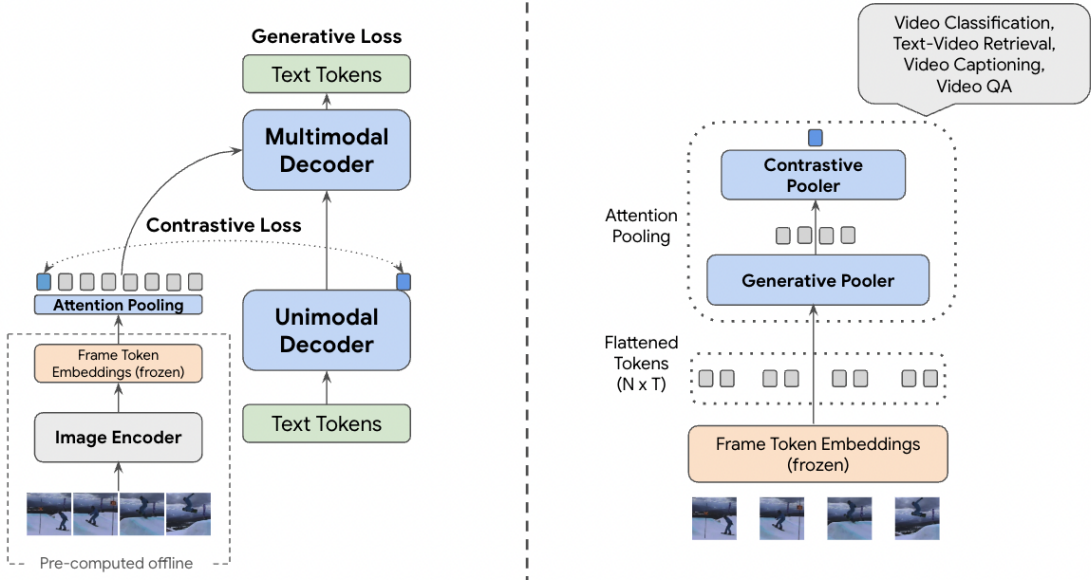 Generative Loss
Text Tokens
Multimodal
Decoder
Contrastive Loss
Attention Pooling
Unimodal
Decoder
Frame Token
Embeddings (frozen)
Image Encoder
Text Tokens
Pre-computed offline
Video Classification,
Text-Video Retrieval,
Video Captioning,
Video QA
Contrastive
Pooler
Attention
Pooling
Generative Pooler
Flattened
Tokens
(N x T)
Frame Token Embeddings
(frozen)